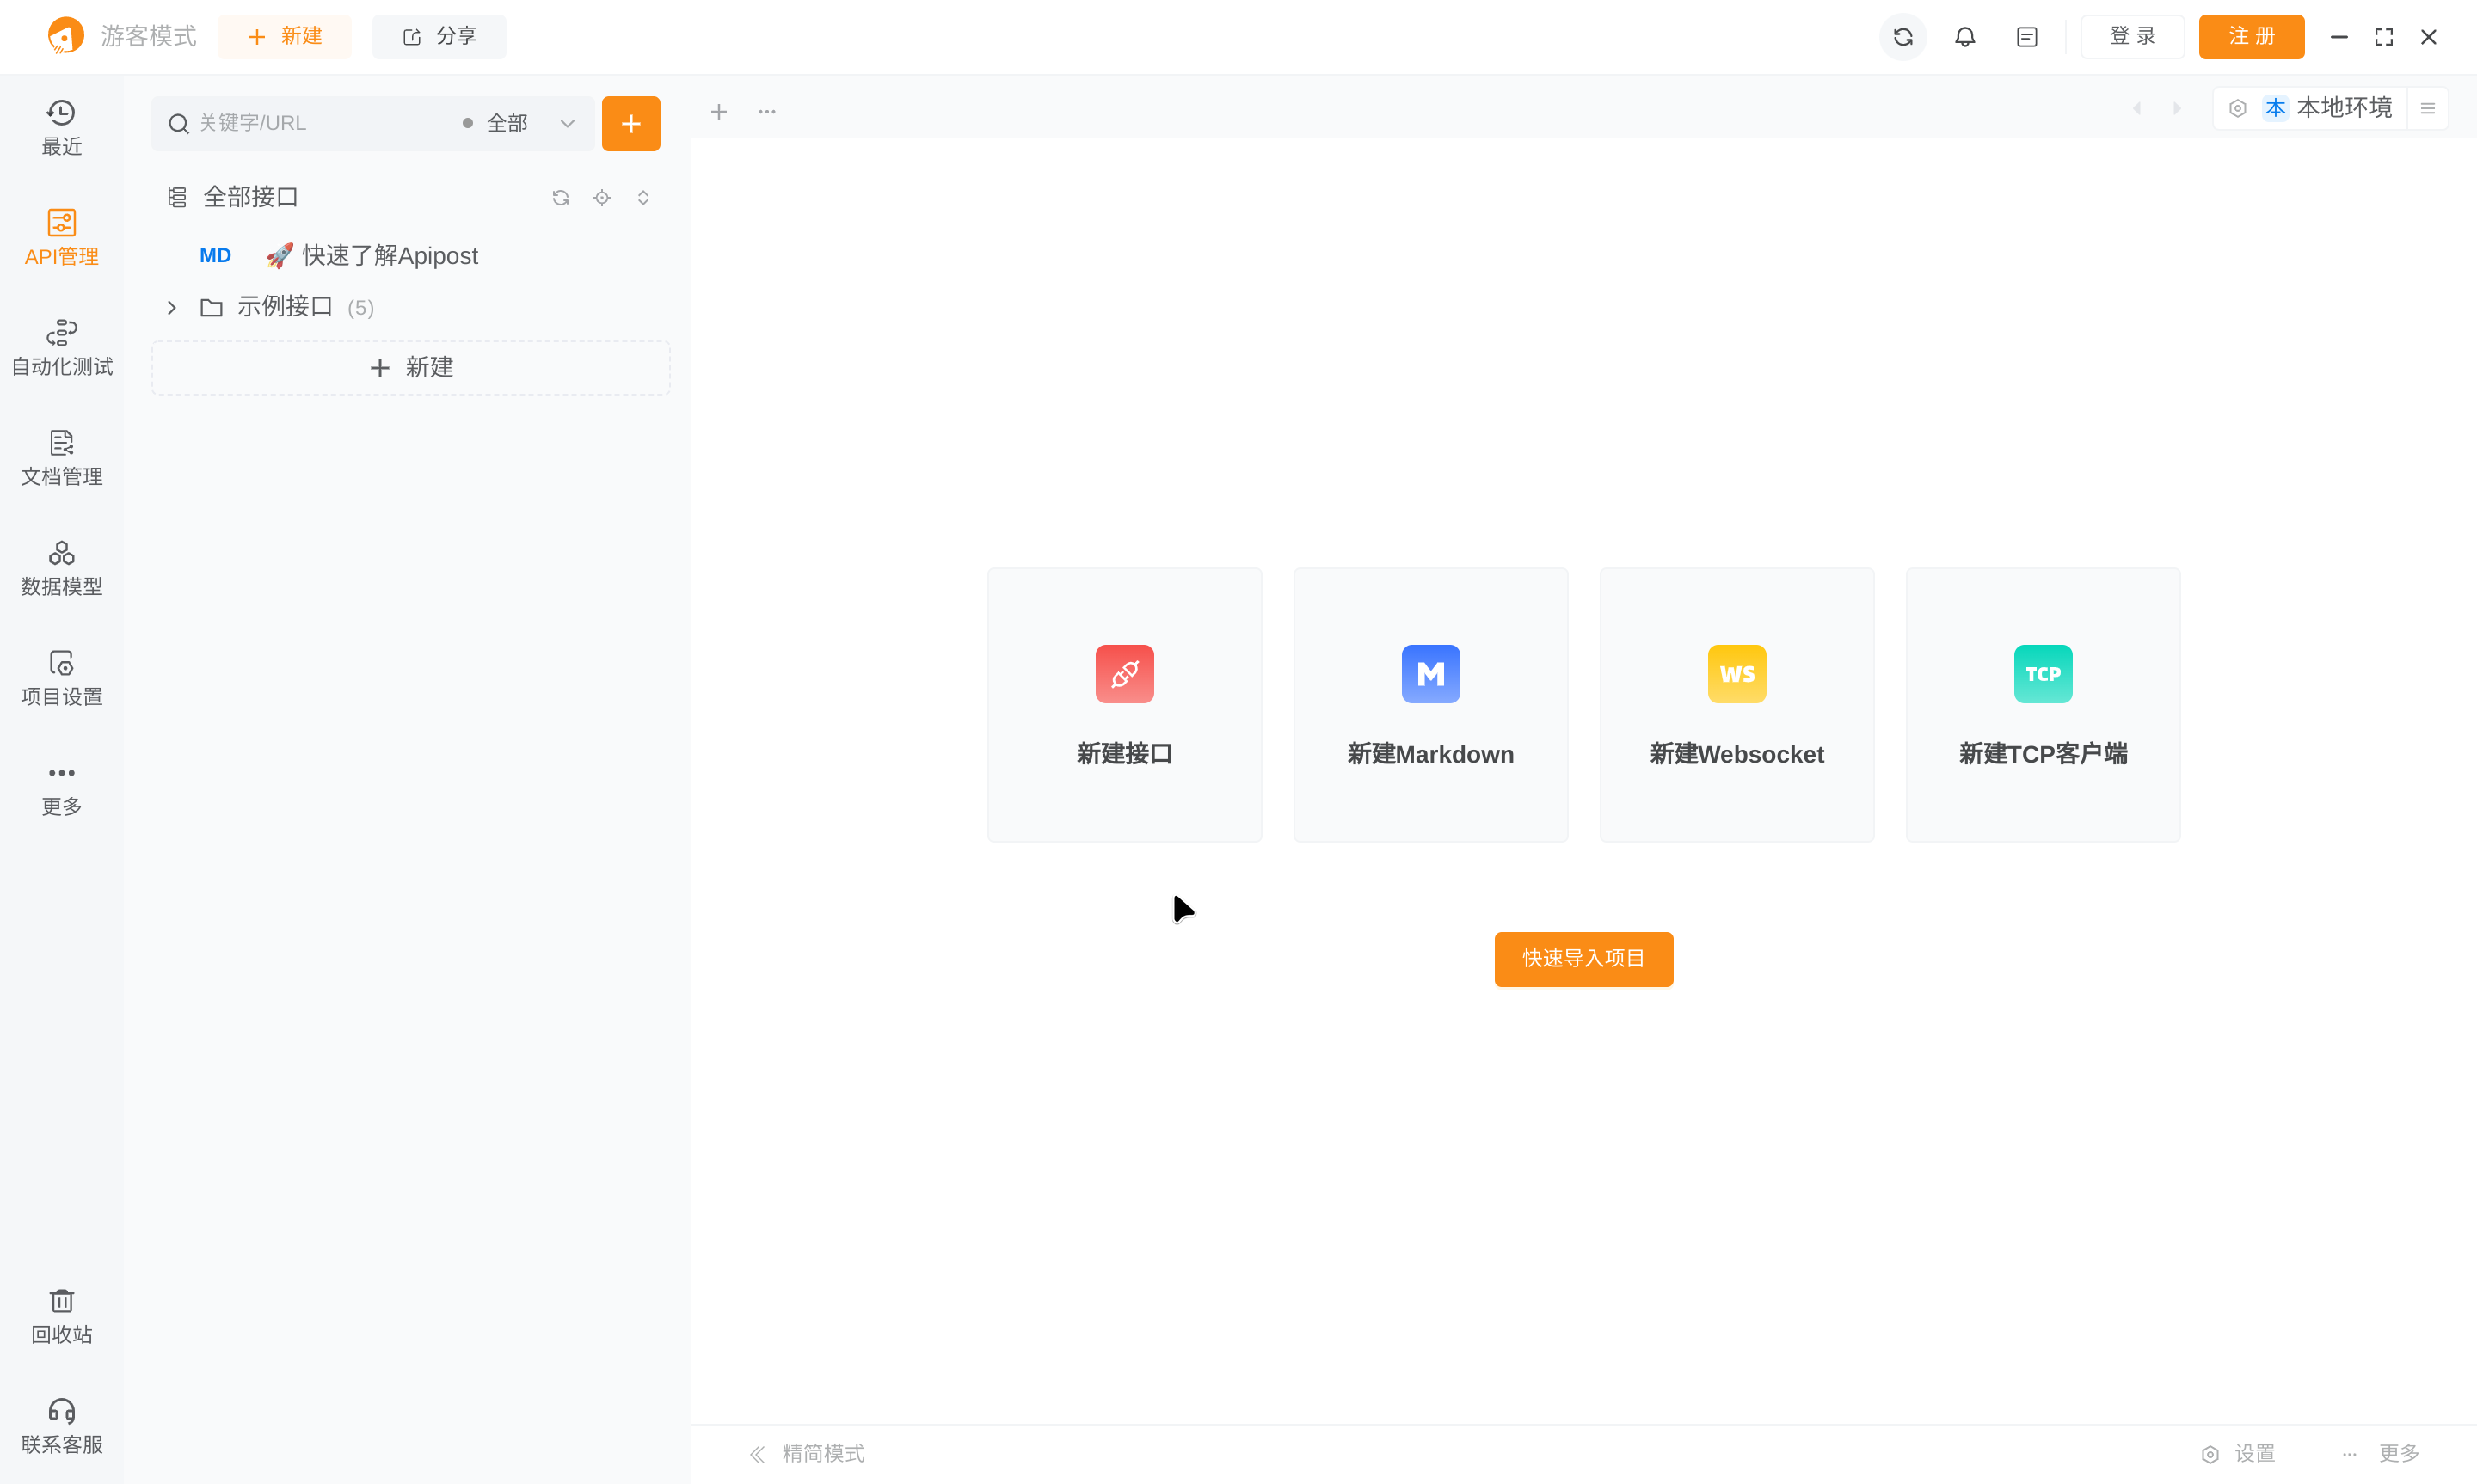 游客模式
新建
分享
登 录
注 册
最近
API管理
自动化测试
文档管理
数据模型
项目设置
更多
回收站
联系客服
关键字/URL
全部
全部接口
MD 🚀 快速了解Apipost
示例接口 (5)
新建
本 本地环境
新建接口
M
新建Markdown
WS
新建Websocket
TCP
新建TCP客户端
快速导入项目
精简模式
设置
更多